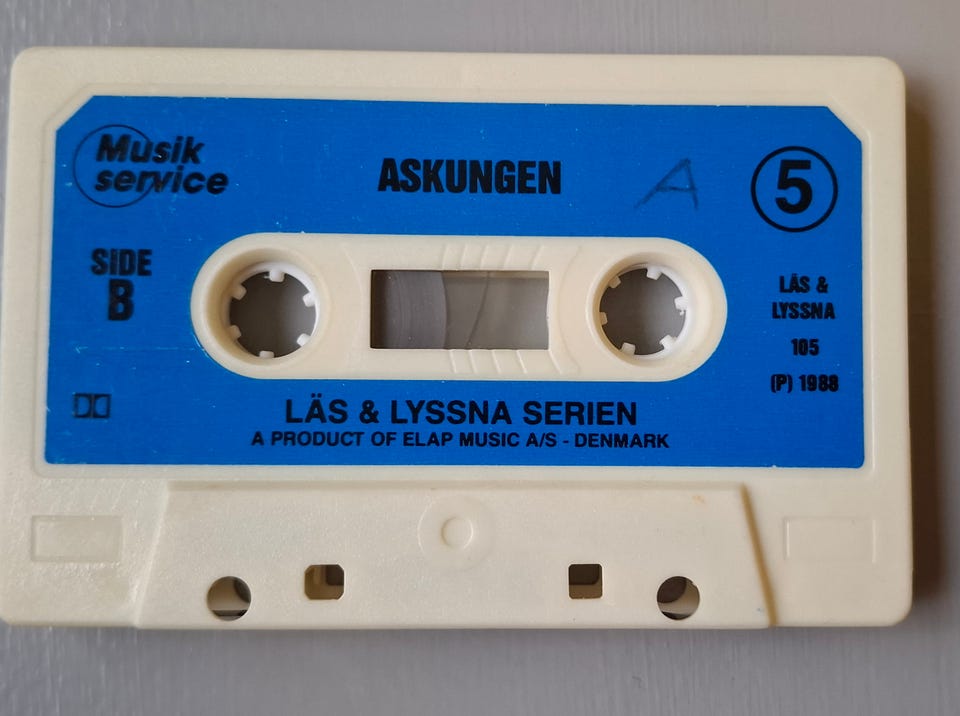 Musik
service
ASKUNGEN
A
5
SIDE
B
LÄS &
LYSSNA
105
(P) 1988
LÄS & LYSSNA SERIEN
A PRODUCT OF ELAP MUSIC A/S - DENMARK